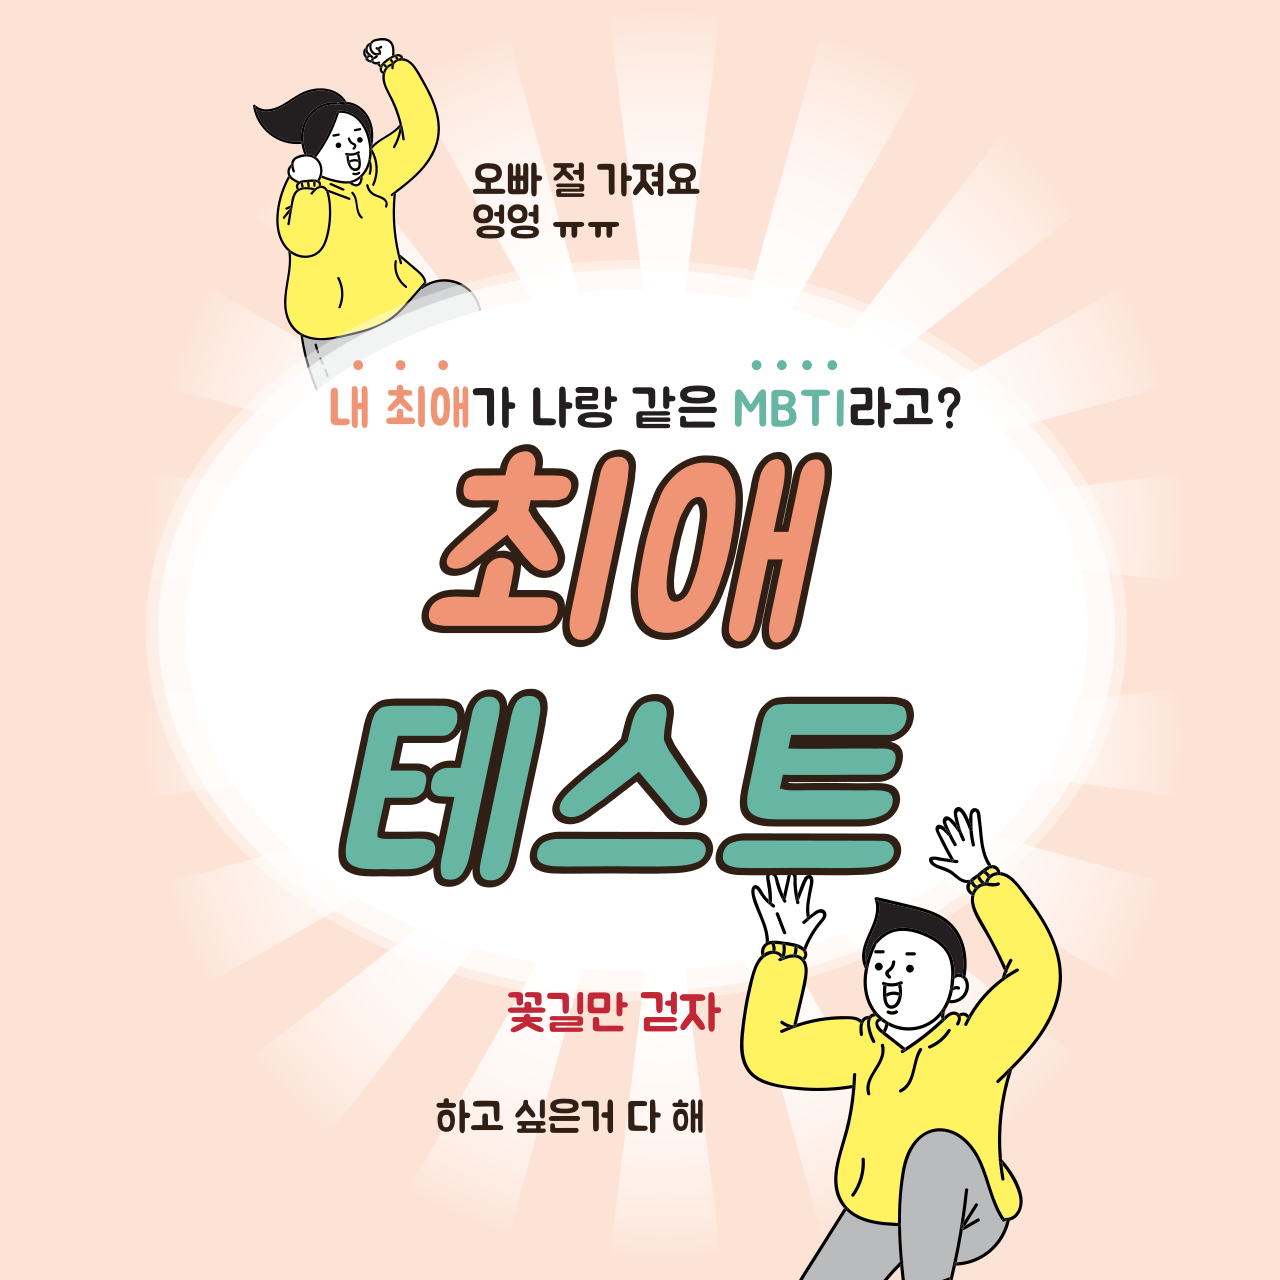 오빠 절 가져요
엉엉 ㅠㅠ
내 최애가 나랑 같은 MBTI라고?
최애
테스트
꽃길만 걷자
하고 싶은거 다 해